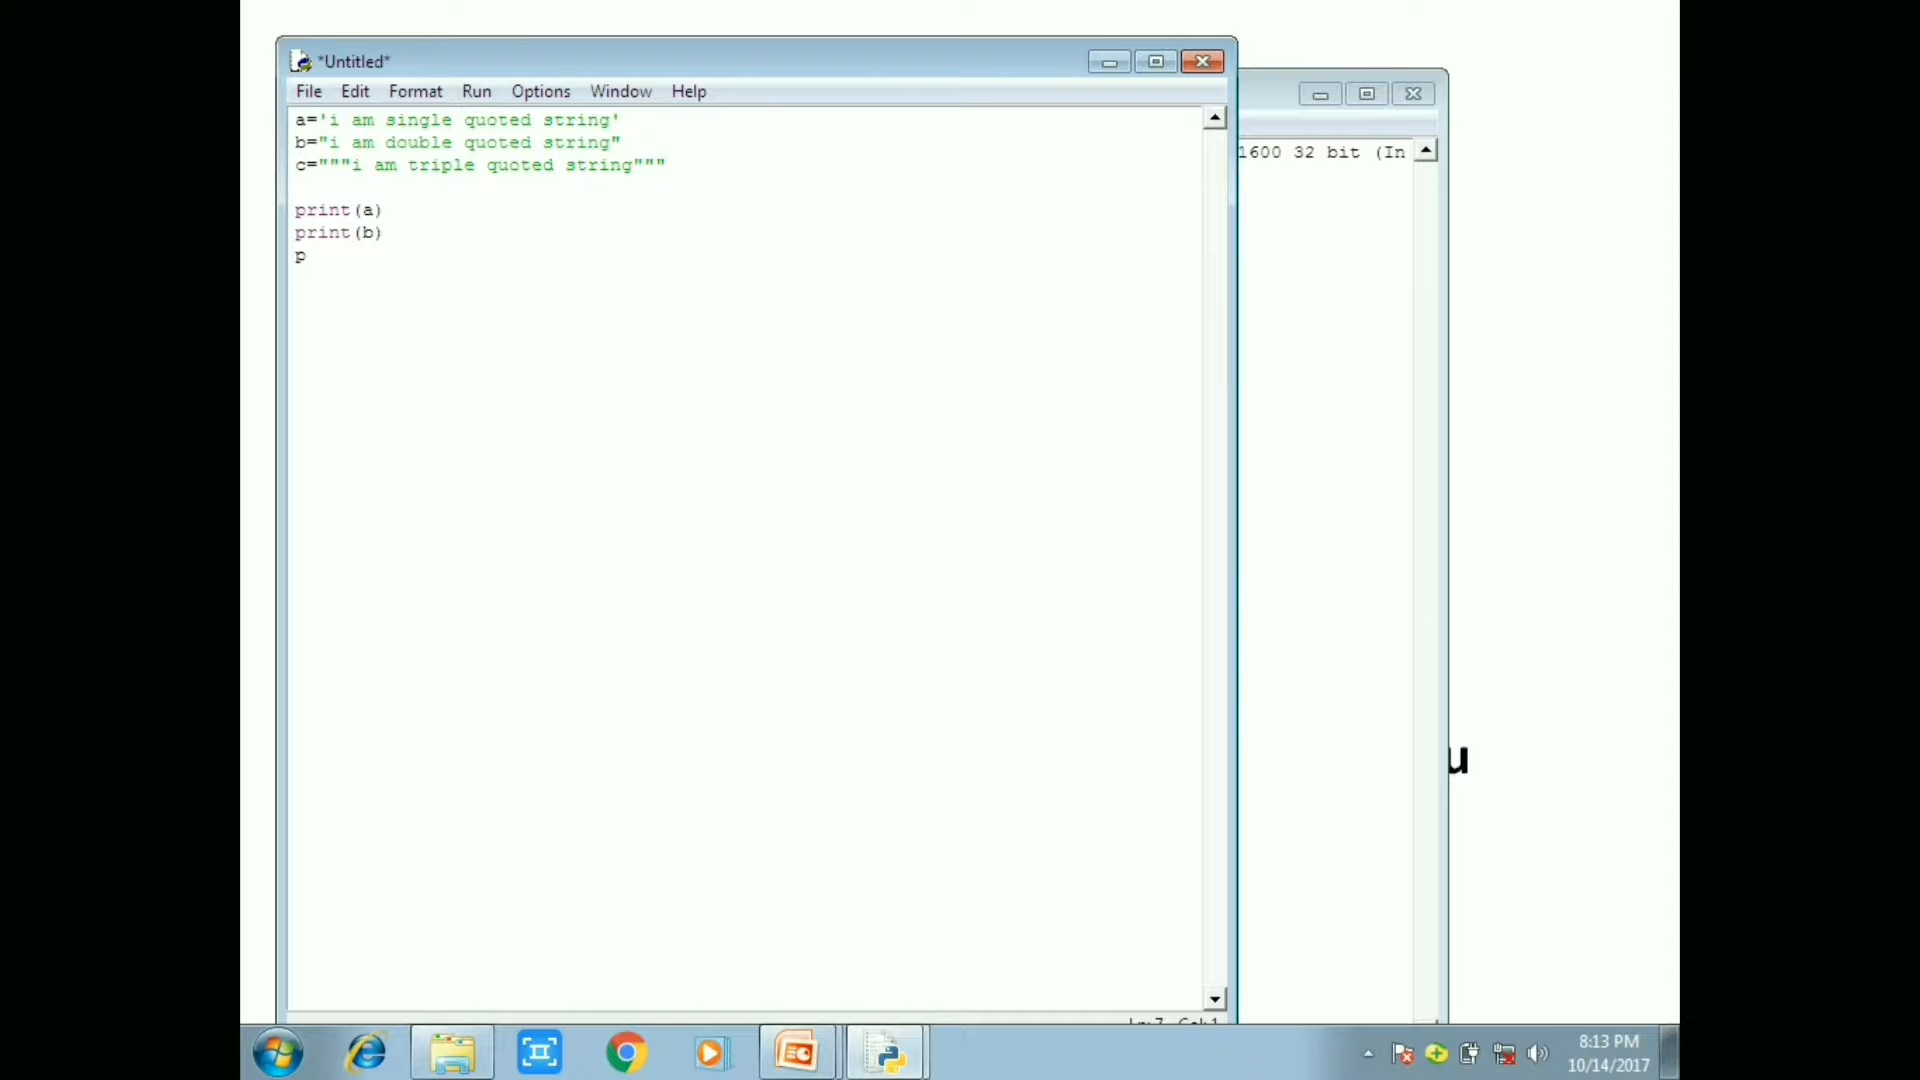 *Untitled*
File Edit Format Run Options Window Help
a='i am single quoted string'
b="i am double quoted string"
c="""i am triple quoted string"""
print(a)
print(b)
p
1600 32 bit (In
u
8:13 PM
10/14/2017